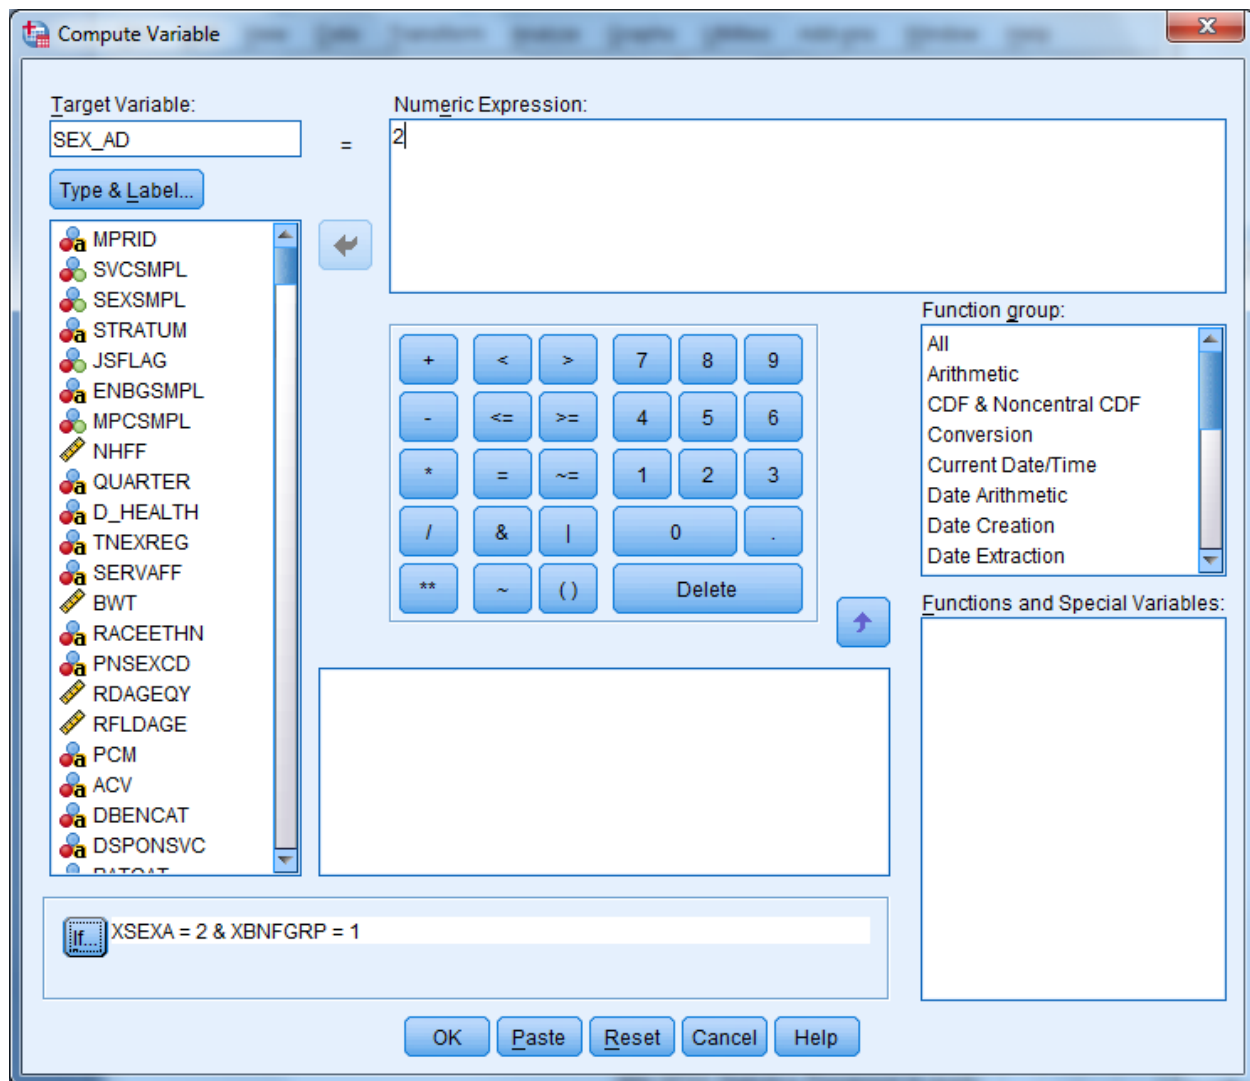 Compute Variable
Target Variable:
SEX_AD
=
Numeric Expression:
2
Type & Label...
MPRID
SVCSMPL
SEXSMPL
STRATUM
JSFLAG
ENBGSMPL
MPCSMPL
NHFF
QUARTER
D_HEALTH
TNEXREG
SERVAFF
BWT
RACEETHN
PNSEXCD
RDAGEQY
RFLDAGE
PCM
ACV
DBENCAT
DSPONSVC
+ < > 7 8 9
- <= >= 4 5 6
* = ~= 1 2 3
/ & | 0 .
** ~ ( ) Delete
Function group:
All
Arithmetic
CDF & Noncentral CDF
Conversion
Current Date/Time
Date Arithmetic
Date Creation
Date Extraction
Functions and Special Variables:
If... XSEXA = 2 & XBNFGRP = 1
OK Paste Reset Cancel Help